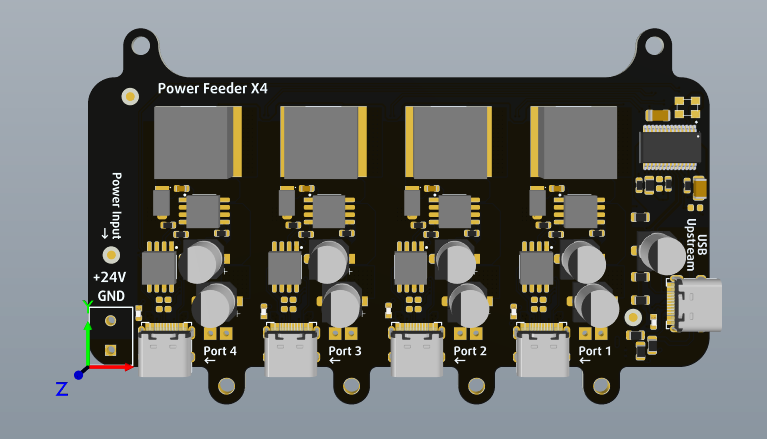 Power Feeder X4
Power Input
←
+24V
GND
USB
Upstream
Port 4
←
Port 3
←
Port 2
←
Port 1
←
Y
Z